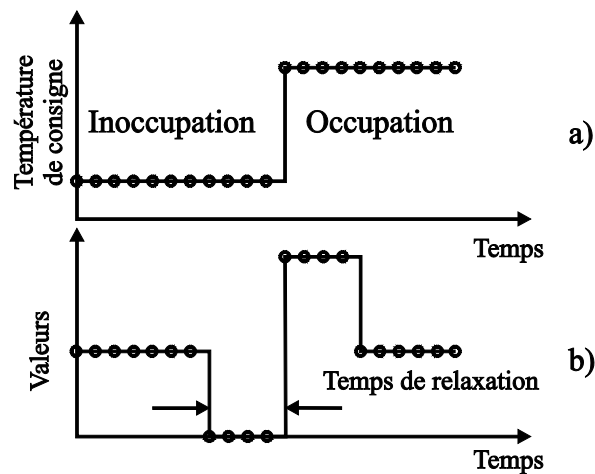 Température
de consigne
Inoccupation
Occupation
a)
Temps
Valeurs
Temps de relaxation
b)
Temps